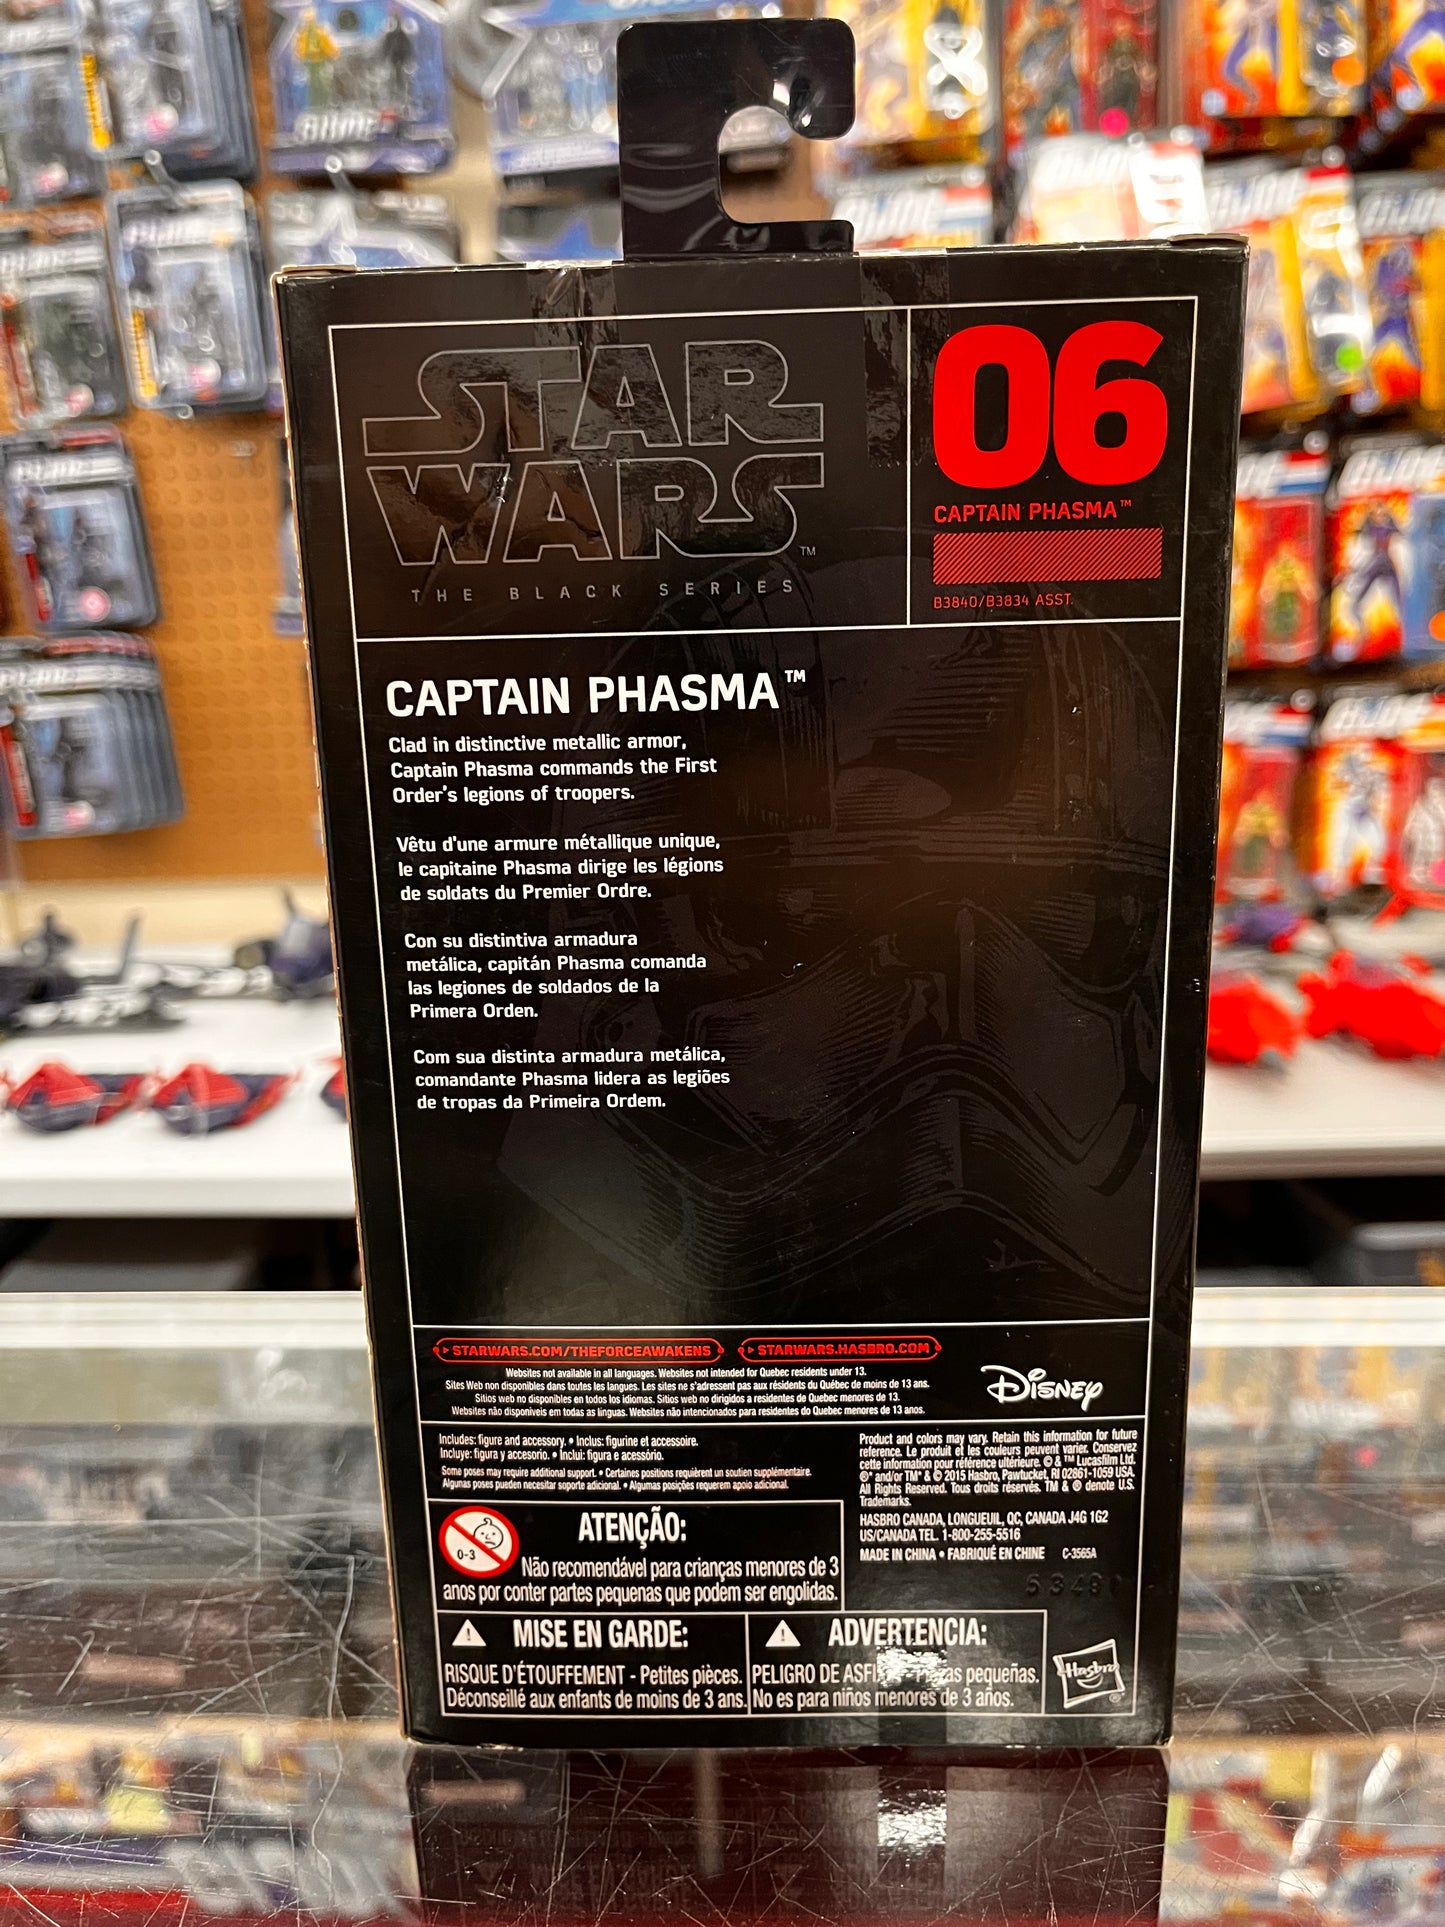 STAR
WARS™
THE BLACK SERIES
06
CAPTAIN PHASMA™
B3840/B3834 ASST.
CAPTAIN PHASMA™
Clad in distinctive metallic armor,
Captain Phasma commands the First
Order's legions of troopers.
Vêtu d'une armure métallique unique,
le capitaine Phasma dirige les légions
de soldats du Premier Ordre.
Con su distintiva armadura
metálica, capitán Phasma comanda
las legiones de soldados de la
Primera Orden.
Com sua distinta armadura metálica,
comandante Phasma lidera as legiões
de tropas da Primeira Ordem.
STARWARS.COM/THEFORCEAWAKENS
STARWARS.HASBRO.COM
Websites not available in all languages. Websites not intended for Quebec residents under 13.
Sites Web non disponibles dans toutes les langues. Les sites ne s'adressent pas aux résidents du Québec de moins de 13 ans.
Sitios web no disponibles en todos los idiomas. Sitios web no dirigidos a residentes de Quebec menores de 13.
Websites não disponíveis em todas as línguas. Websites não intencionados para residentes do Quebec menores de 13 anos.
Disney
Includes: figure and accessory. • Inclus: figurine et accessoire.
Incluye: figura y accesorio. • Inclui: figura e acessório.
Some poses may require additional support. • Certaines positions requièrent un soutien supplémentaire.
Algunas poses pueden necesitar soporte adicional. • Algumas posições requerem apoio adicional.
Product and colors may vary. Retain this information for future
reference. Le produit et les couleurs peuvent varier. Conservez
cette information pour référence ultérieure. © & ™ Lucasfilm Ltd.
®* and/or TM* & © 2015 Hasbro, Pawtucket, RI 02861-1059 USA.
All Rights Reserved. Tous droits réservés. TM & ® denote U.S.
Trademarks.
HASBRO CANADA, LONGUEUIL, QC, CANADA J4G 1G2
US/CANADA TEL. 1-800-255-5516
MADE IN CHINA • FABRIQUÉ EN CHINE C-3565A
5349
0-3
ATENÇÃO:
Não recomendável para crianças menores de 3
anos por conter partes pequenas que podem ser engolidas.
MISE EN GARDE:
RISQUE D'ÉTOUFFEMENT - Petites pièces.
Déconseillé aux enfants de moins de 3 ans.
ADVERTENCIA:
PELIGRO DE pequeñas.
No es para niños menores de 3 años.
Hasbro®
GI JOE
GI JOE
GI JOE
GI JOE